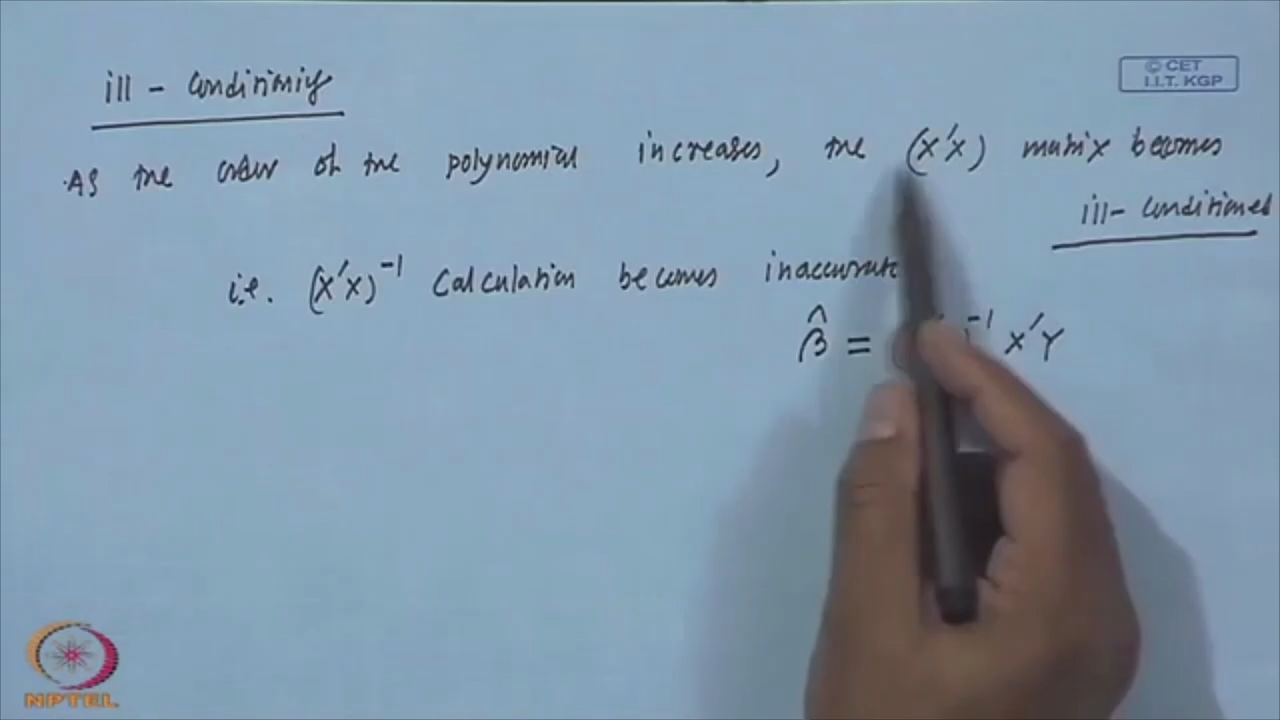 ill - Conditioning
© CET
I.I.T. KGP
As the order of the polynomial increases, the (X'X) matrix becomes
ill-Conditioned
i.e. (X'X)⁻¹ Calculation becomes inaccurate
β̂ = ⁻¹ X'Y
NPTEL